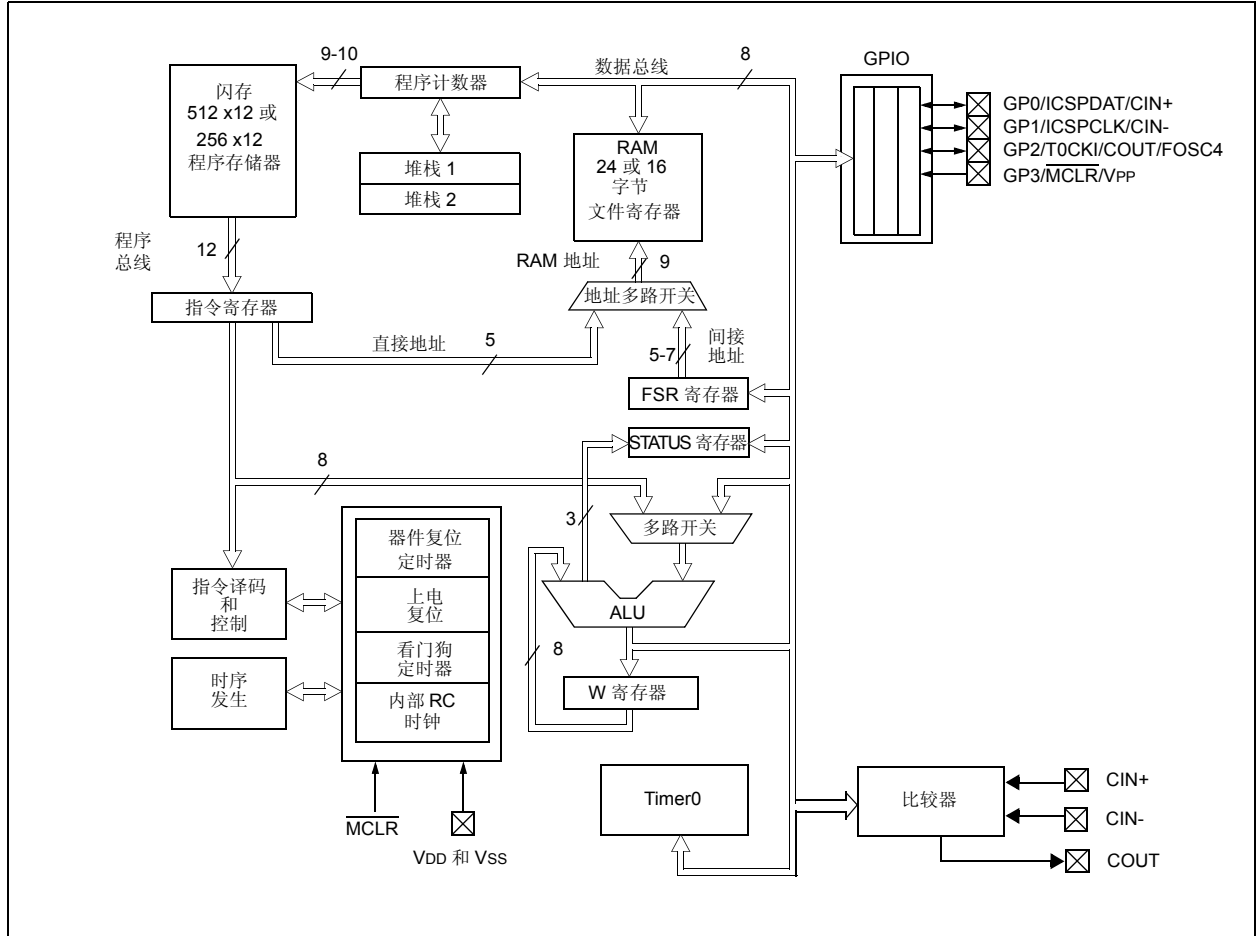 9-10
闪存
512 x12 或
256 x12
程序存储器
程序计数器
堆栈 1
堆栈 2
数据总线
8
RAM
24 或 16
字节
文件寄存器
GPIO
GP0/ICSPDAT/CIN+
GP1/ICSPCLK/CIN-
GP2/T0CKI/COUT/FOSC4
GP3/MCLR/VPP
程序
总线
12
指令寄存器
RAM 地址
9
地址多路开关
直接地址
5
5-7
间接
地址
FSR 寄存器
STATUS 寄存器
8
3
多路开关
ALU
8
W 寄存器
指令译码
和
控制
时序
发生
器件复位
定时器
上电
复位
看门狗
定时器
内部 RC
时钟
MCLR
VDD 和 VSS
Timer0
比较器
CIN+
CIN-
COUT